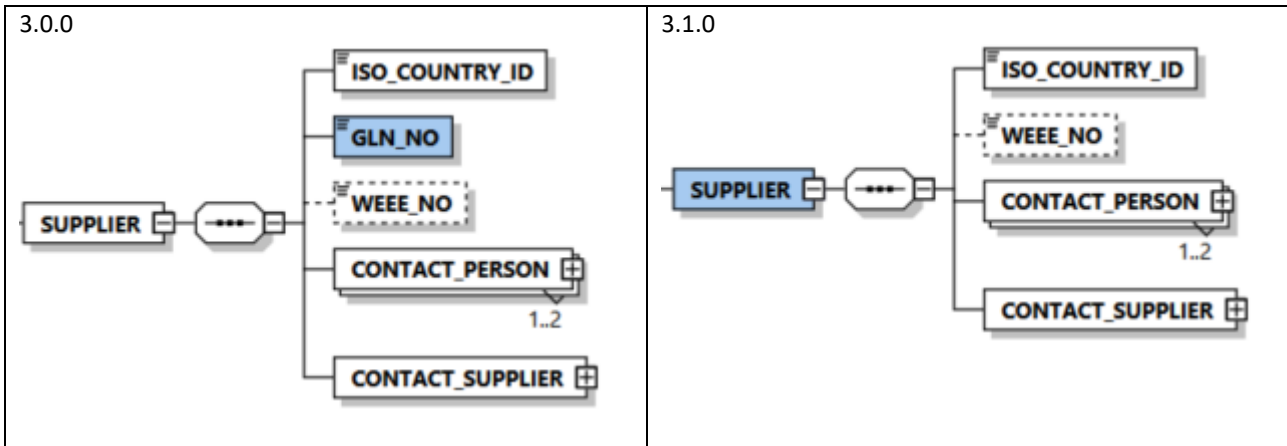 3.0.0
ISO_COUNTRY_ID
GLN_NO
WEEE_NO
SUPPLIER
CONTACT_PERSON
1..2
CONTACT_SUPPLIER
3.1.0
ISO_COUNTRY_ID
WEEE_NO
SUPPLIER
CONTACT_PERSON
1..2
CONTACT_SUPPLIER